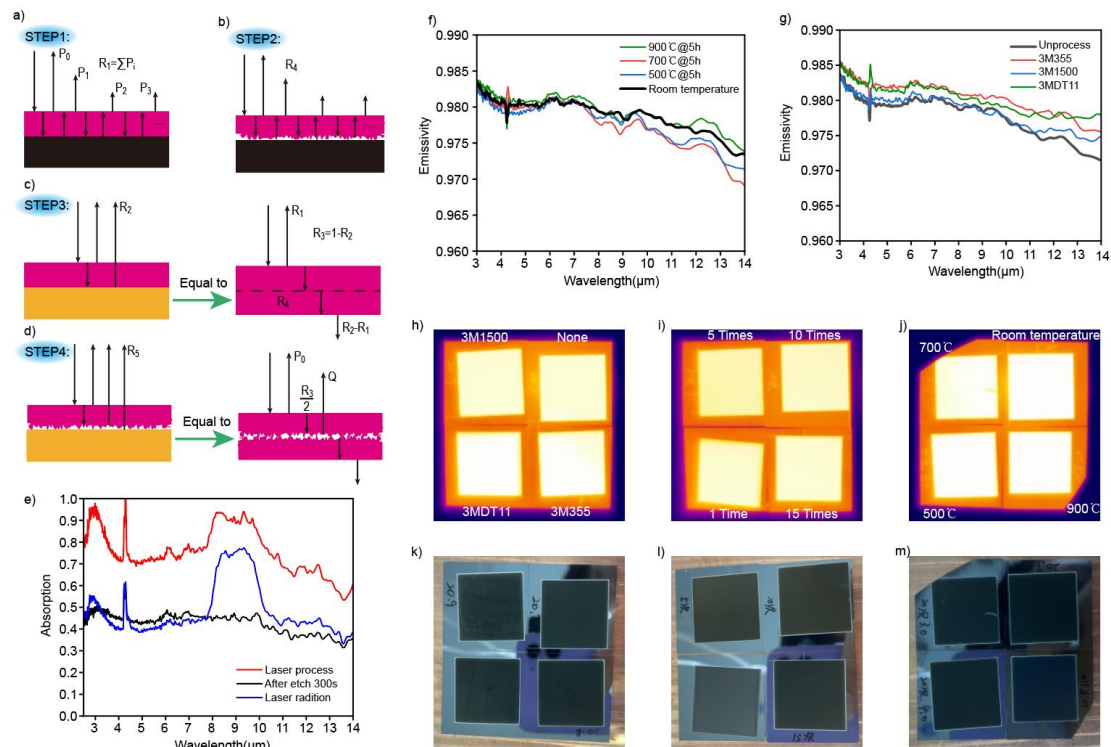 a)
STEP1:
P₀
P₁
R₁=∑Pᵢ
P₂
P₃
b)
STEP2:
R₄
c)
STEP3:
R₂
Equal to
R₁
R₃=1-R₂
R₄
R₂-R₁
d)
STEP4:
R₅
Equal to
P₀
R₃
2
Q
e)
Absorption
1.0
0.9
0.8
0.7
0.6
0.5
0.4
0.3
0.2
0.1
0.0
Laser process
After etch 300s
Laser radition
3 4 5 6 7 8 9 10 11 12 13 14
Wavelength(μm)
f)
Emissivity
0.990
0.985
0.980
0.975
0.970
0.965
0.960
900℃@5h
700℃@5h
500℃@5h
Room temperature
3 4 5 6 7 8 9 10 11 12 13 14
Wavelength(μm)
g)
Emissivity
0.990
0.985
0.980
0.975
0.970
0.965
0.960
Unprocess
3M355
3M1500
3MDT11
3 4 5 6 7 8 9 10 11 12 13 14
Wavelength(μm)
h)
3M1500 None
3MDT11 3M355
i)
5 Times 10 Times
1 Time 15 Times
j)
700℃ Room temperature
500℃ 900℃
k)
l)
m)